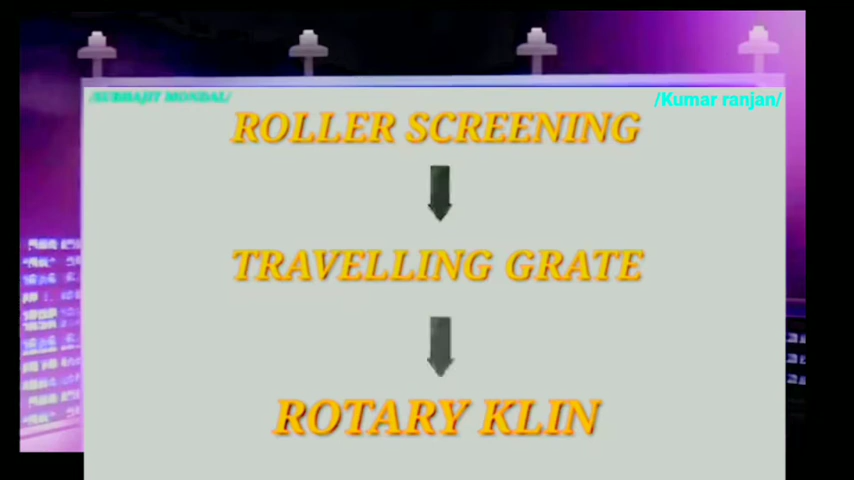 /SUBHAJIT MONDAL/
/Kumar ranjan/
ROLLER SCREENING
TRAVELLING GRATE
ROTARY KLIN